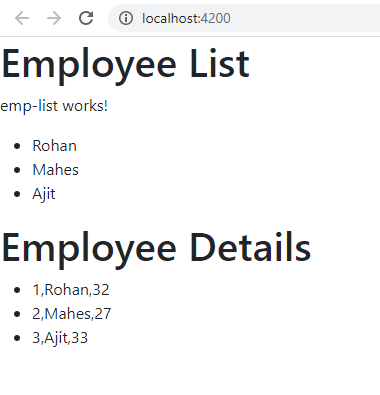 localhost:4200
Employee List
emp-list works!
Rohan
Mahes
Ajit
Employee Details
1,Rohan,32
2,Mahes,27
3,Ajit,33